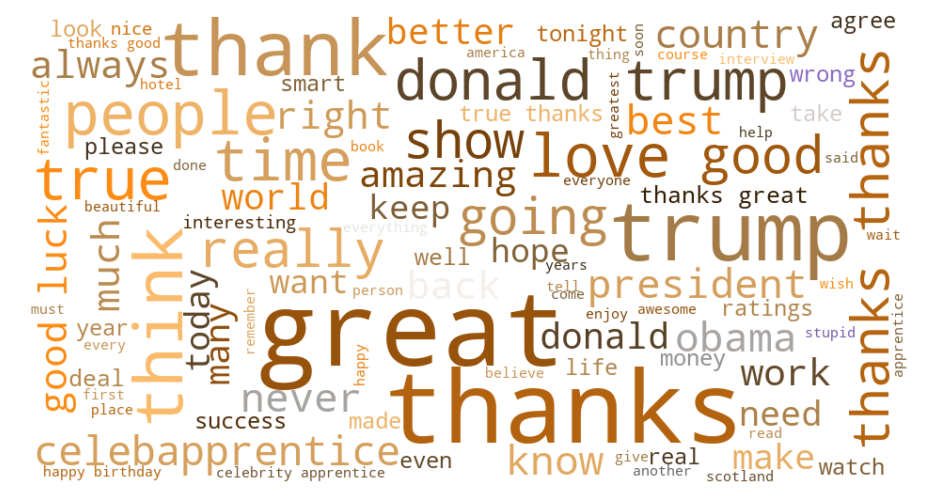 look
nice
thanks good
thank
better
tonight
soon
country
agree
always
hotel
smart
america
thing
course
interview
donald
trump
wrong
thanks
fantastic
people
right
true thanks
greatest
best
take
please
done
time
book
show
love good
help
said
true
beautiful
world
amazing
everyone
thanks great
interesting
everything
keep
going
trump
wait
good luck
much
think
really
well
hope
years
today
many
want
person
back
tell
come
president
wish
must
year
every
remember
great
enjoy
awesome
ratings
stupid
thanks
apprentice
donald
obama
deal
first
place
happy
never
believe
life
money
work
success
made
thanks
need
read
celebapprentice
happy birthday
celebrity apprentice
even
know
give
real
another
make
scotland
watch